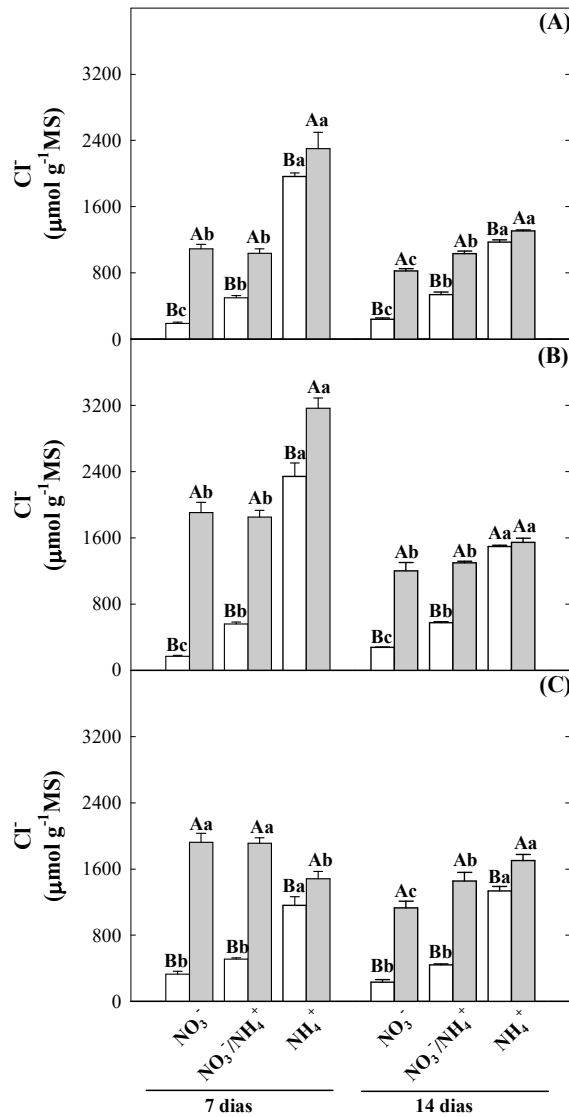 (A)
3200
2400
1600
800
0
Cl⁻
(μmol g⁻¹MS)
Bc Ab Bb Ab Ba Aa Bc Ac Bb Ab Ba Aa
(B)
3200
2400
1600
800
0
Cl⁻
(μmol g⁻¹MS)
Bc Ab Bb Ab Ba Aa Bc Ab Bb Ab Aa Aa
(C)
3200
2400
1600
800
0
Cl⁻
(μmol g⁻¹MS)
Bb Aa Bb Aa Ba Ab Bb Ac Bb Ab Ba Aa
NO₃⁻ NO₃⁻/NH₄⁺ NH₄⁺ NO₃⁻ NO₃⁻/NH₄⁺ NH₄⁺
7 dias 14 dias